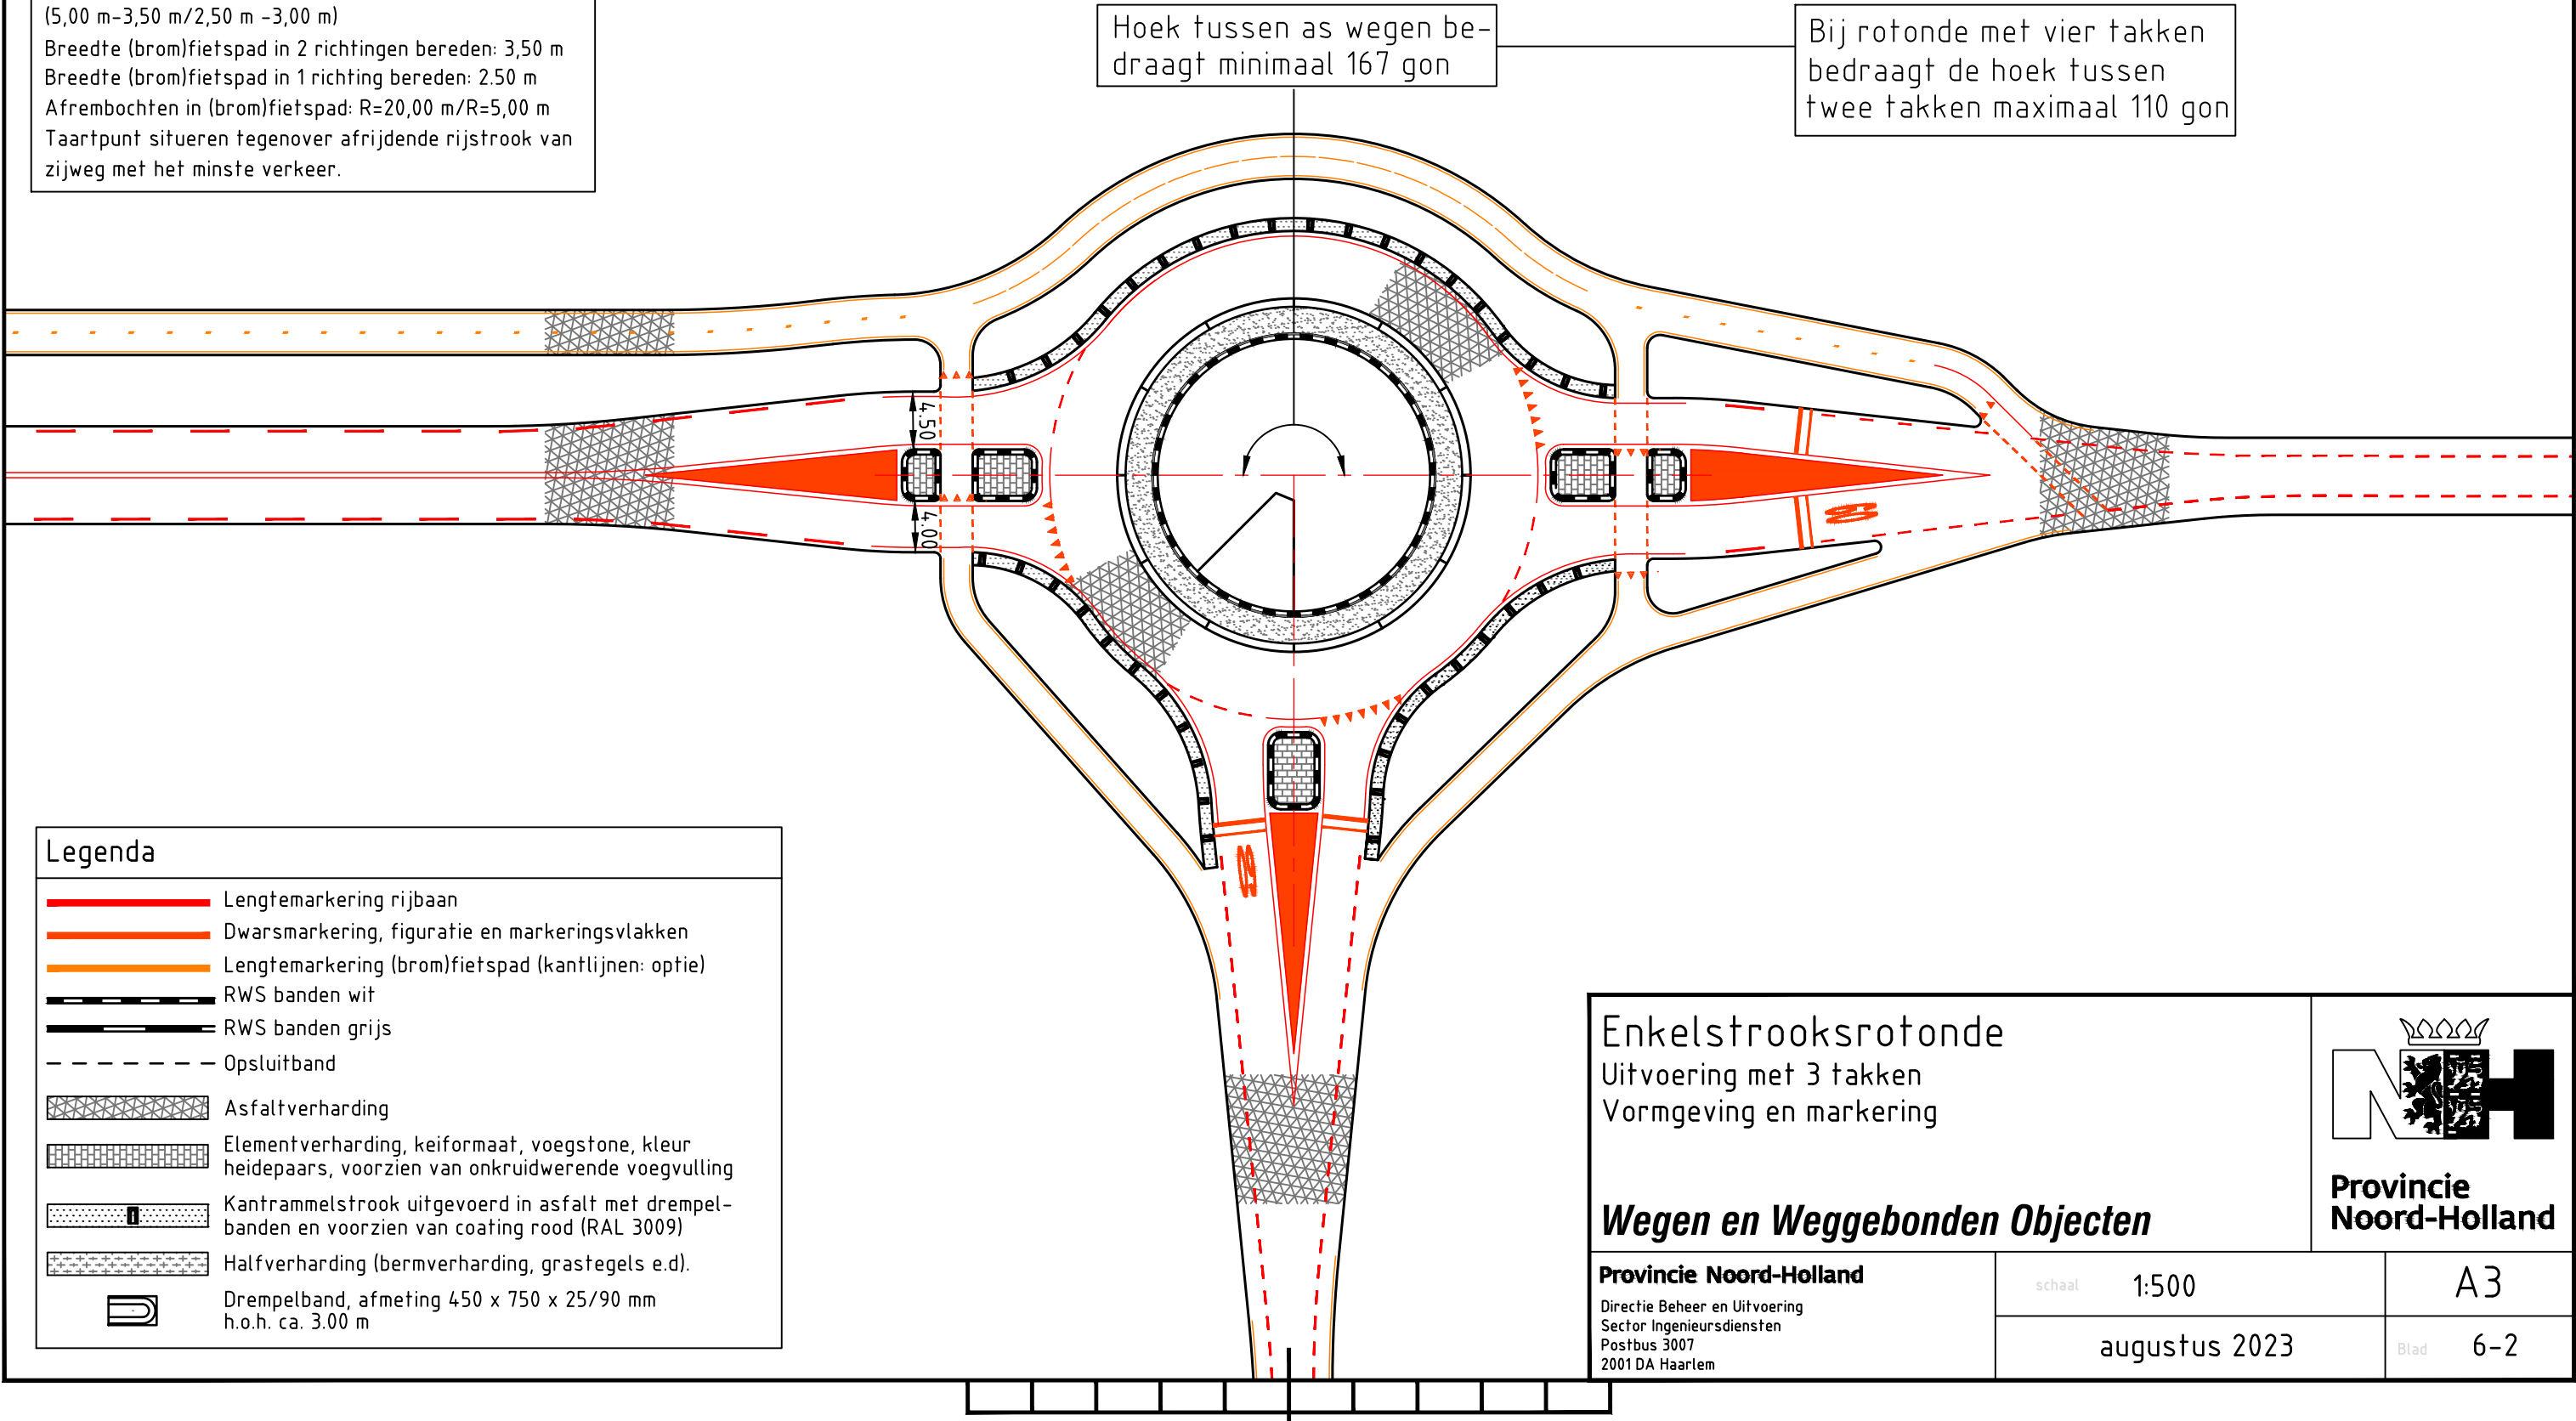 (5,00 m-3,50 m/2,50 m -3,00 m)
Breedte (brom)fietspad in 2 richtingen bereden: 3,50 m
Breedte (brom)fietspad in 1 richting bereden: 2.50 m
Afrembochten in (brom)fietspad: R=20,00 m/R=5,00 m
Taartpunt situeren tegenover afrijdende rijstrook van
zijweg met het minste verkeer.
Hoek tussen as wegen be-
draagt minimaal 167 gon
Bij rotonde met vier takken
bedraagt de hoek tussen
twee takken maximaal 110 gon
4.50
4.00
50
50
Legenda
Lengtemarkering rijbaan
Dwarsmarkering, figuratie en markeringsvlakken
Lengtemarkering (brom)fietspad (kantlijnen: optie)
RWS banden wit
RWS banden grijs
Opsluitband
Asfaltverharding
Elementverharding, keiformaat, voegstone, kleur
heidepaars, voorzien van onkruidwerende voegvulling
Kantrammelstrook uitgevoerd in asfalt met drempel-
banden en voorzien van coating rood (RAL 3009)
Halfverharding (bermverharding, grastegels e.d).
Drempelband, afmeting 450 x 750 x 25/90 mm
h.o.h. ca. 3.00 m
Enkelstrooksrotonde
Uitvoering met 3 takken
Vormgeving en markering
Wegen en Weggebonden Objecten
NH
Provincie
Noord-Holland
Provincie Noord-Holland
Directie Beheer en Uitvoering
Sector Ingenieursdiensten
Postbus 3007
2001 DA Haarlem
schaal 1:500
A3
augustus 2023
Blad 6-2